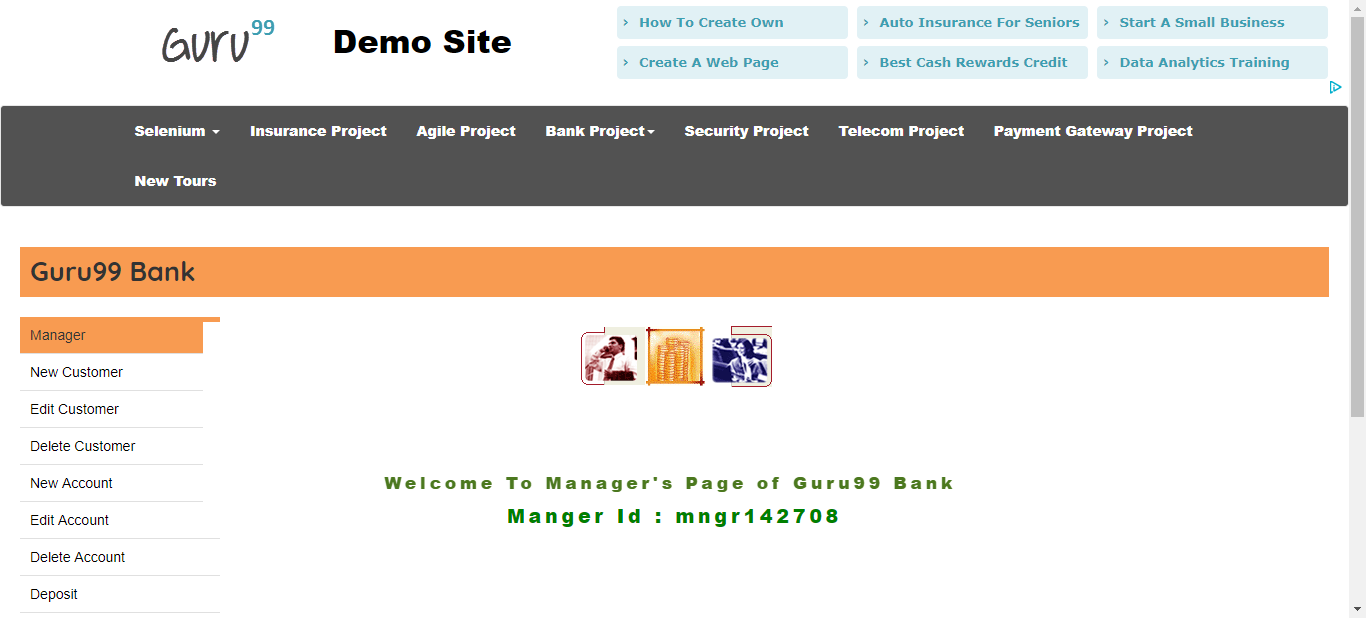 Guru99
Demo Site
› How To Create Own
› Auto Insurance For Seniors
› Start A Small Business
› Create A Web Page
› Best Cash Rewards Credit
› Data Analytics Training
Selenium Insurance Project Agile Project Bank Project Security Project Telecom Project Payment Gateway Project
New Tours
Guru99 Bank
Manager
New Customer
Edit Customer
Delete Customer
New Account
Edit Account
Delete Account
Deposit
Welcome To Manager's Page of Guru99 Bank
Manger Id : mngr142708